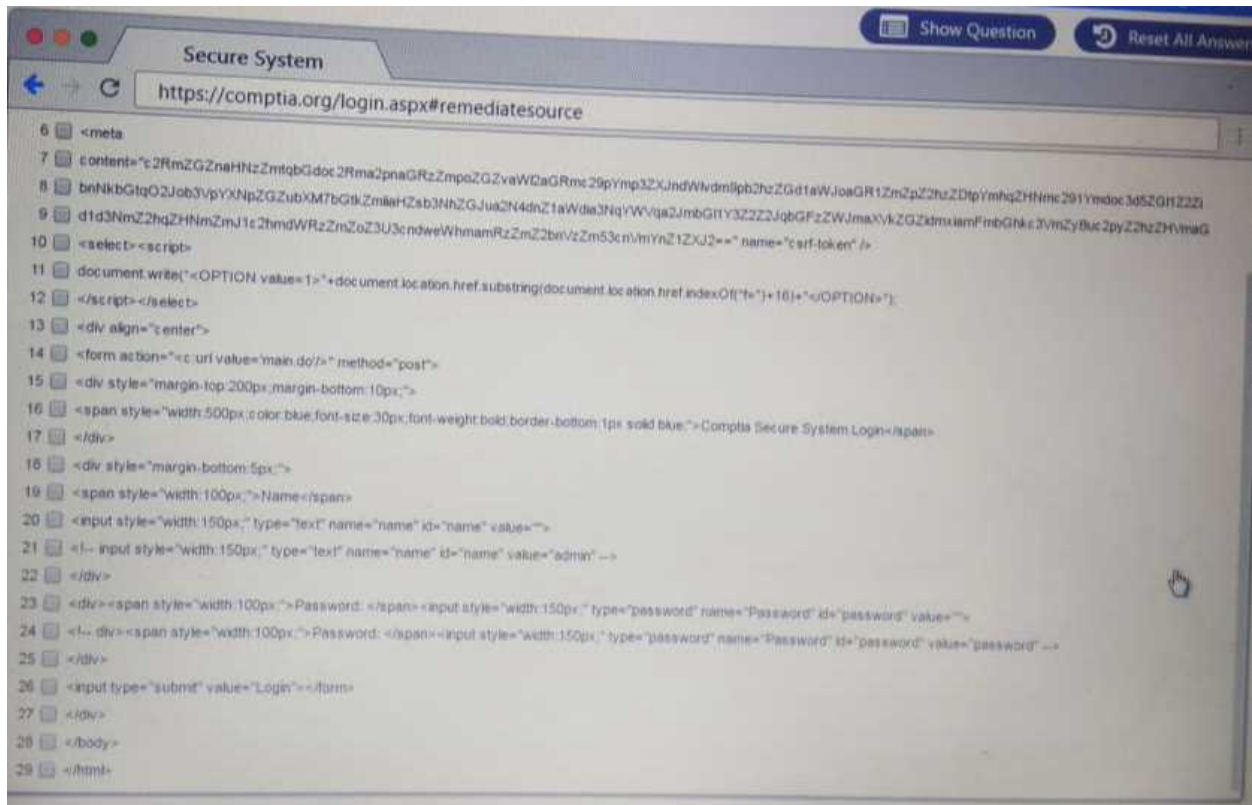 Show Question
Reset All Answer
Secure System
https://comptia.org/login.aspx#remediatesource
6 <meta
7
8
9 name="csrf-token" />
10 <select><script>
11 document.write("<OPTION value=1>"+document.location.href.substring(document.location.href.indexOf("f=")+16)+"</OPTION>");
12 </script></select>
13 <div align="center">
14 <form action="<c:url value='main.do'/>" method="post">
15 <div style="margin-top:200px;margin-bottom:10px;">
16 <span style="width:500px;color:blue;font-size:30px;font-weight:bold;border-bottom:1px solid blue;">Comptia Secure System Login</span>
17 </div>
18 <div style="margin-bottom:5px;">
19 <span style="width:100px;">Name</span>
20 <input style="width:150px;" type="text" name="name" id="name" value="">
21 <!-- input style="width:150px;" type="text" name="name" id="name" value="admin" -->
22 </div>
23 <div><span style="width:100px;">Password: </span><input style="width:150px;" type="password" name="Password" id="password" value="">
24 <!-- div><span style="width:100px;">Password: </span><input style="width:150px;" type="password" name="Password" id="password" value="password" -->
25 </div>
26 <input type="submit" value="Login"></form>
27 </div>
28 </body>
29 </html>